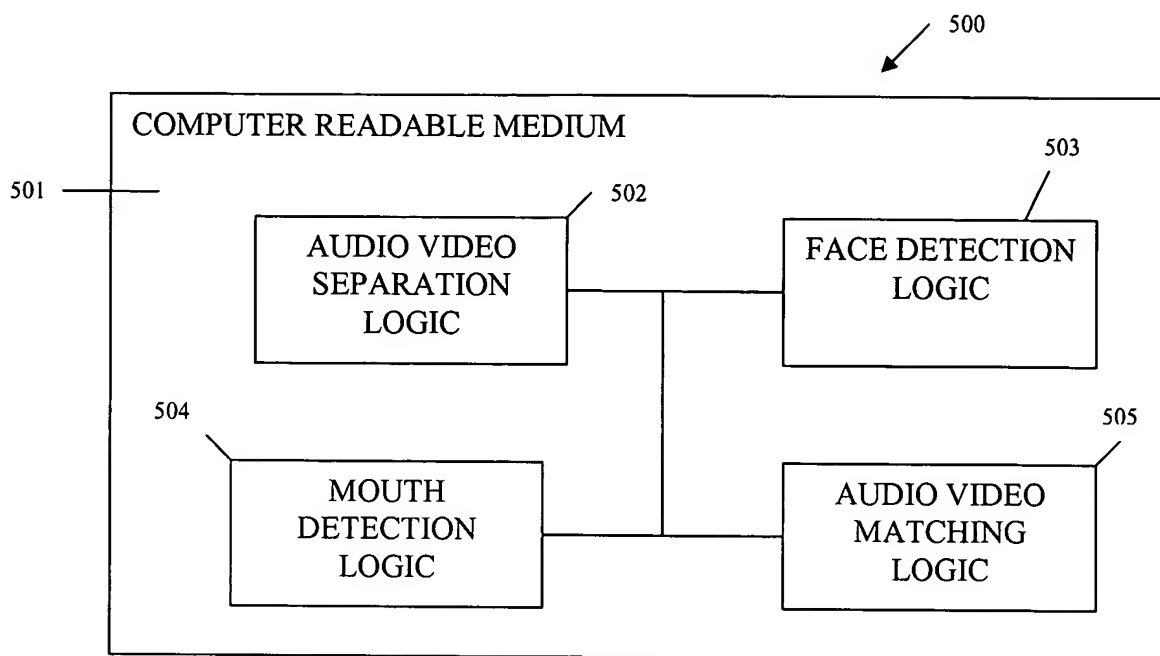 500
COMPUTER READABLE MEDIUM
503
501
502
AUDIO VIDEO
SEPARATION
LOGIC
FACE DETECTION
LOGIC
504
505
MOUTH
DETECTION
LOGIC
AUDIO VIDEO
MATCHING
LOGIC